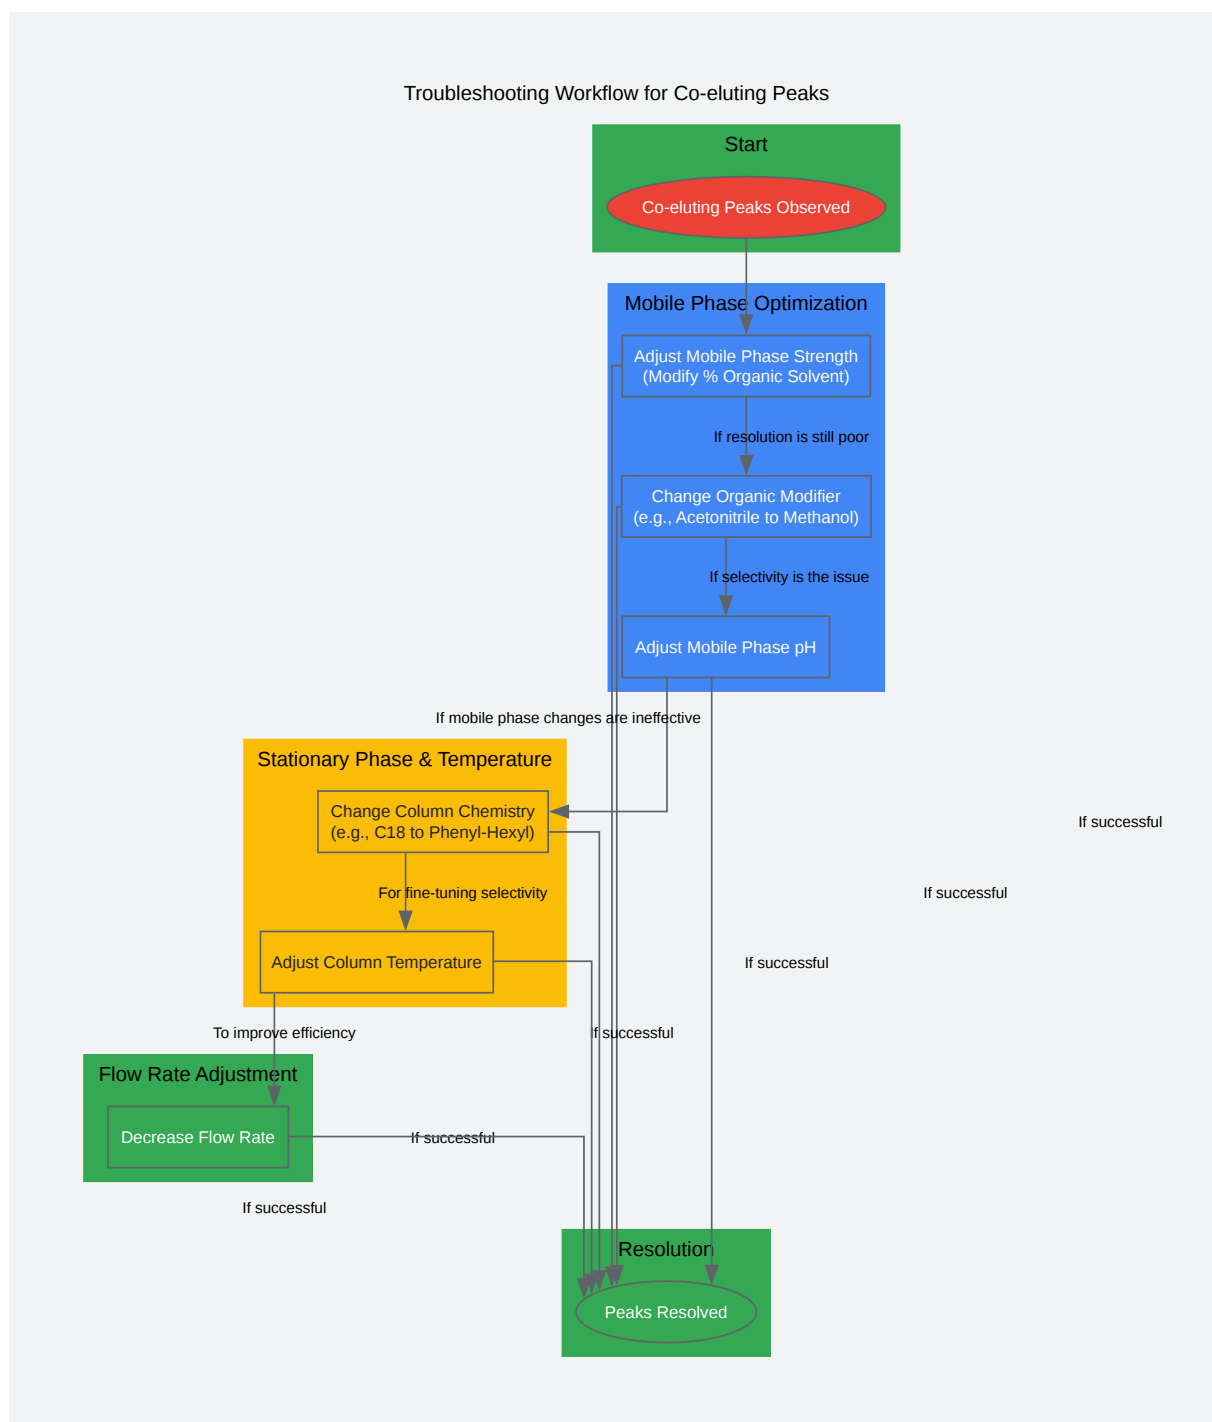 Troubleshooting Workflow for Co-eluting Peaks
Start
Co-eluting Peaks Observed
Mobile Phase Optimization
Adjust Mobile Phase Strength
(Modify % Organic Solvent)
If resolution is still poor
Change Organic Modifier
(e.g., Acetonitrile to Methanol)
If selectivity is the issue
Adjust Mobile Phase pH
If mobile phase changes are ineffective
Stationary Phase & Temperature
Change Column Chemistry
(e.g., C18 to Phenyl-Hexyl)
If successful
For fine-tuning selectivity
If successful
Adjust Column Temperature
If successful
To improve efficiency
If successful
Flow Rate Adjustment
Decrease Flow Rate
If successful
If successful
Resolution
Peaks Resolved